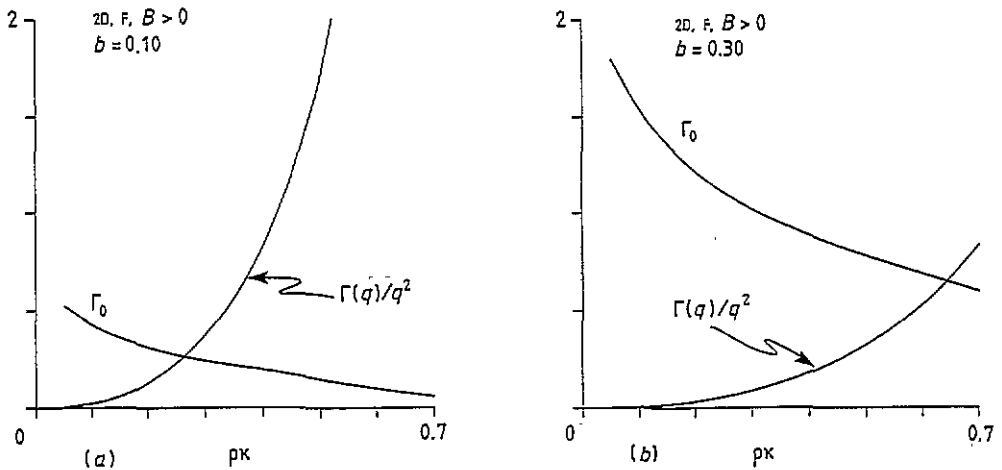 2
2D, F, B > 0
b = 0.10
Γ₀
Γ(q)/q²
0
0.7
(a)
ρκ
2
2D, F, B > 0
b = 0.30
Γ₀
Γ(q)/q²
0
0.7
(b)
ρκ